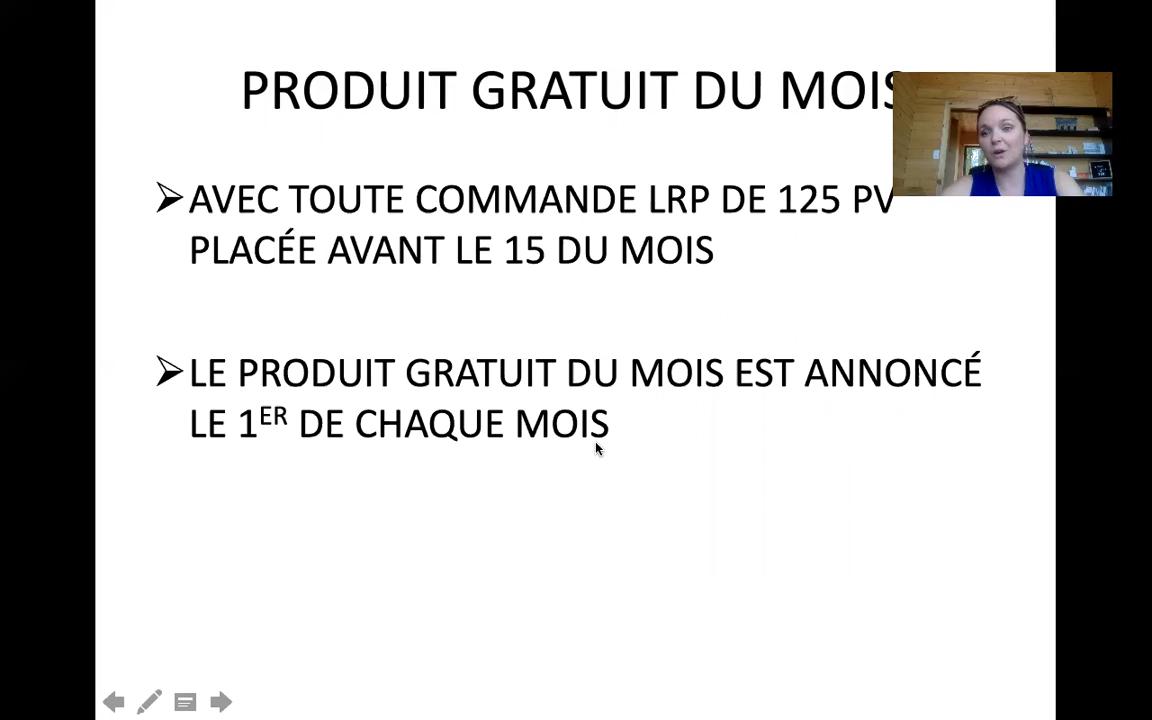 PRODUIT GRATUIT DU MOIS
AVEC TOUTE COMMANDE LRP DE 125 PV
PLACÉE AVANT LE 15 DU MOIS
LE PRODUIT GRATUIT DU MOIS EST ANNONCÉ
LE 1ER DE CHAQUE MOIS